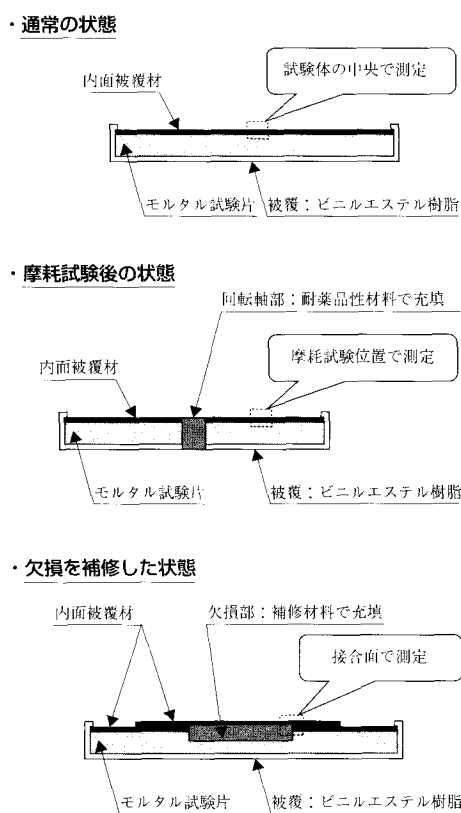 ・通常の状態
試験体の中央で測定
内面被覆材
モルタル試験片
被覆：ビニルエステル樹脂
・摩耗試験後の状態
回転軸部：耐薬品性材料で充填
摩耗試験位置で測定
内面被覆材
モルタル試験片
被覆：ビニルエステル樹脂
・欠損を補修した状態
内面被覆材
欠損部：補修材料で充填
接合面で測定
モルタル試験片
被覆：ビニルエステル樹脂